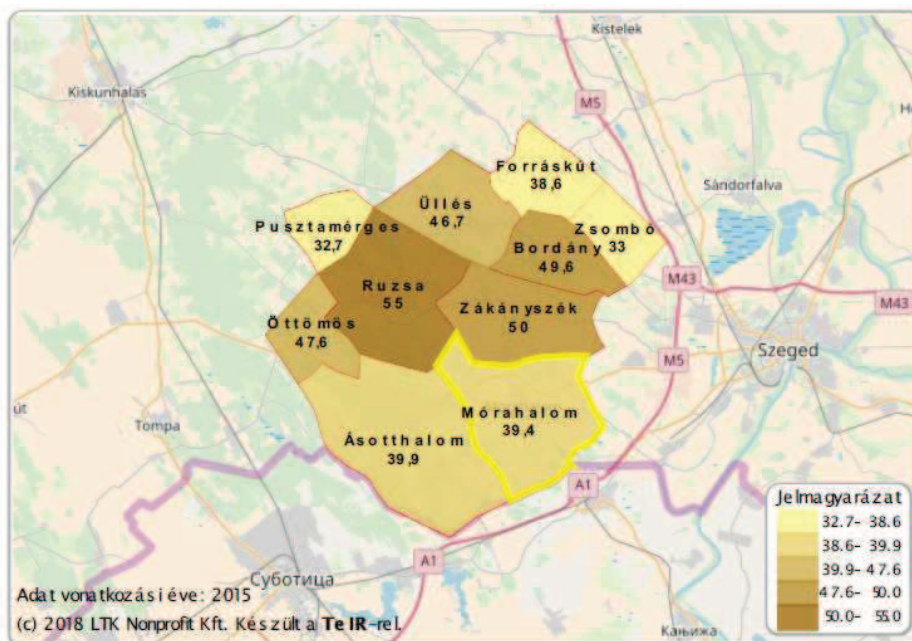 Kistelek
Kiskunhalas
M5
Forráskút
38,6
Sándorfalva
Üllés
46,7
Pusztamérges
32,7
Zsombó
33
Bordány
49,6
M43
M43
Ruzsa
55
Zákányszék
50
Öttömös
47,6
M5
Szeged
út
Mórahalom
39,4
Tompa
Ásotthalom
39,9
A1
A1
Суботица
Кањижа
Jelmagyarázat
32.7– 38.6
38.6– 39.9
39.9– 47.6
47.6– 50.0
50.0– 55.0
Adat vonatkozási éve: 2015
(c) 2018 LTK Nonprofit Kft. Készült a TeIR-rel.